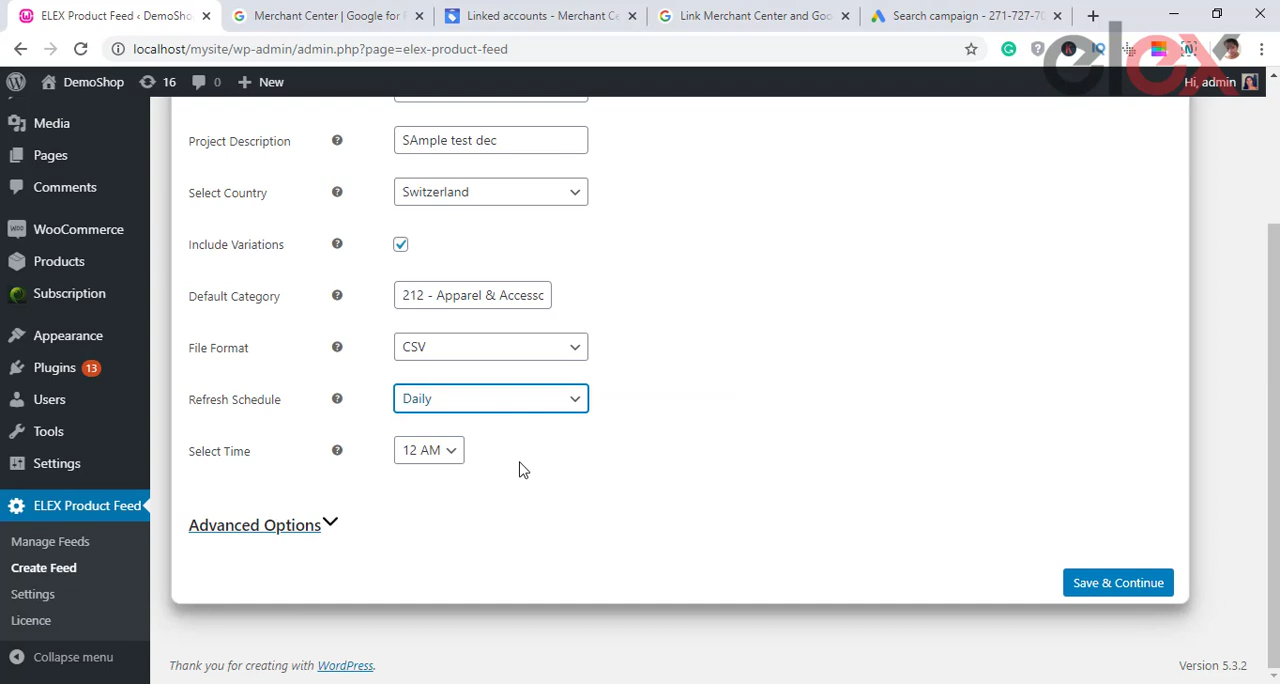 ELEX Product Feed ‹ DemoSho
Merchant Center | Google for F
Linked accounts - Merchant Ce
Link Merchant Center and Goo
Search campaign - 271-727-70
localhost/mysite/wp-admin/admin.php?page=elex-product-feed
elex
DemoShop
16
0
New
Hi, admin
Media
Pages
Comments
WooCommerce
Products
Subscription
Appearance
Plugins 13
Users
Tools
Settings
ELEX Product Feed
Manage Feeds
Create Feed
Settings
Licence
Collapse menu
Project Description
SAmple test dec
Select Country
Switzerland
Include Variations
Default Category
212 - Apparel & Accessc
File Format
CSV
Refresh Schedule
Daily
Select Time
12 AM
Advanced Options
Save & Continue
Thank you for creating with WordPress.
Version 5.3.2